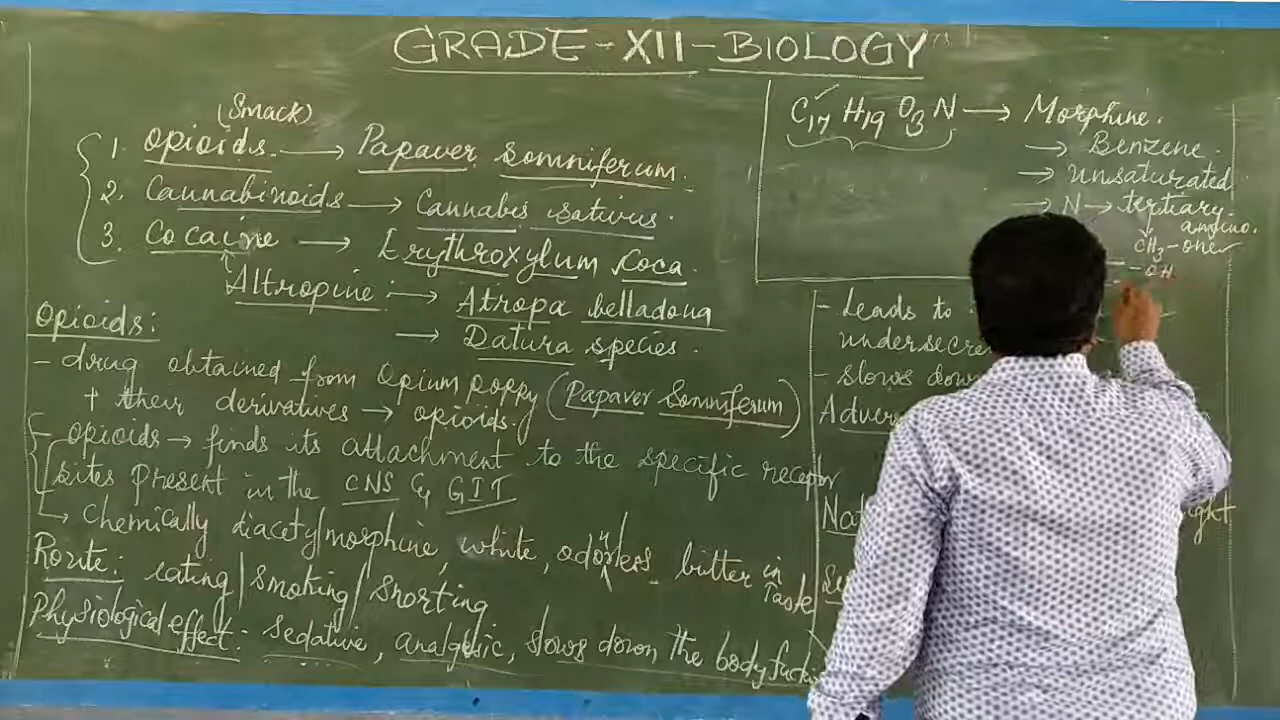 GRADE - XII - BIOLOGY
(Smack)
1. Opioids → Papaver Somniferum.
2. Cannabinoids → Cannabis sativus.
3. Cocaine → Erythroxylum Coca.
Altropine: → Atropa belladona
→ Datura species.
Opioids:
- drug obtained from Opium poppy (Papaver Somniferum)
+ their derivatives → opioids.
- opioids → finds its attachment to the specific receptor
sites present in the CNS & GIT
↳ Chemically diacetylmorphine, white, odorless, bitter in Taste
Route: eating / smoking / snorting
Physiological effect: sedative, analgesic, slows down the body
C17 H19 O3 N → Morphine.
→ Benzene.
→ unsaturated
→ N → tertiary
amino.
CH3 - one
- OH
- Leads to
- Slows down